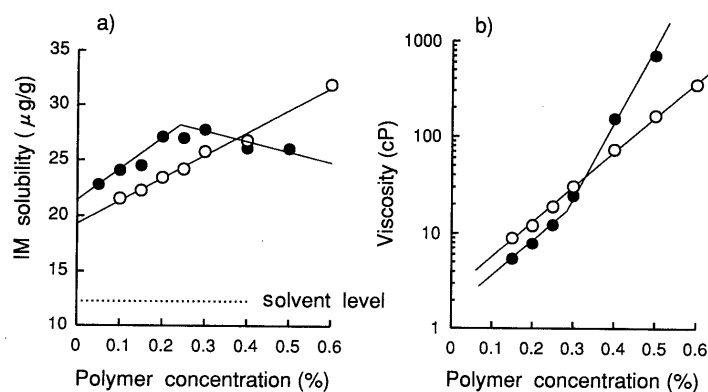 a)
IM solubility ( μg/g)
35
30
25
20
15
10
solvent level
0 0.1 0.2 0.3 0.4 0.5 0.6
Polymer concentration (%)
b)
Viscosity (cP)
1000
100
10
1
0 0.1 0.2 0.3 0.4 0.5 0.6
Polymer concentration (%)